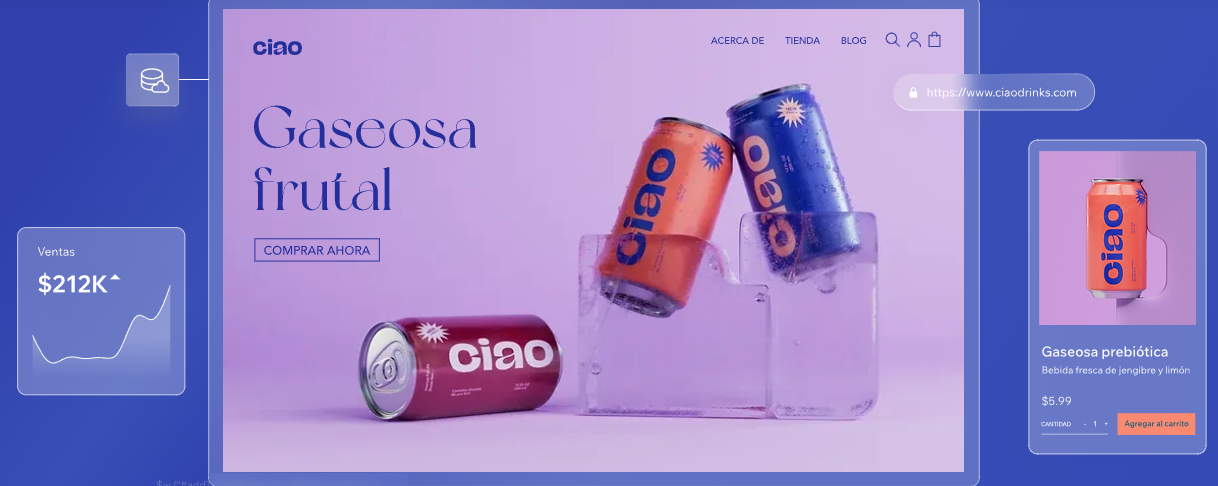 ciao
ACERCA DE
TIENDA
BLOG
https://www.ciaodrinks.com
Gaseosa
frutal
COMPRAR AHORA
ciao
ciao
ciao
Ventas
$212K
ciao
Gaseosa prebiótica
Bebida fresca de jengibre y limón
$5.99
CANTIDAD - 1 +
Agregar al carrito